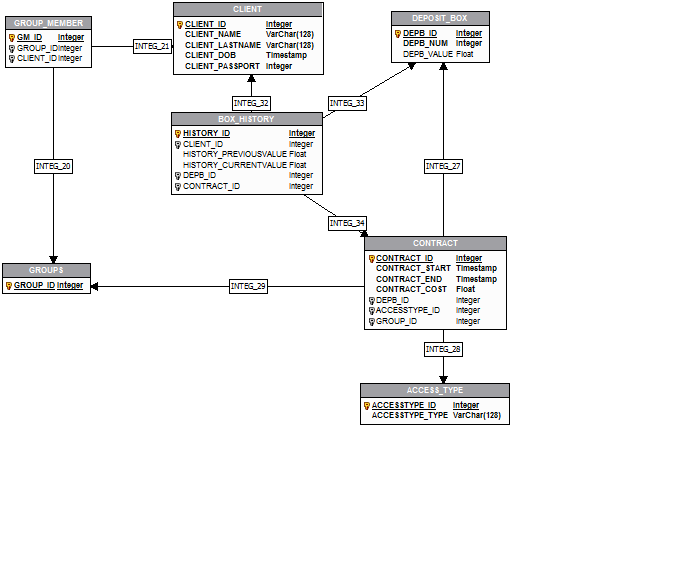 GROUP_MEMBER
GM_ID Integer
GROUP_ID Integer
CLIENT_ID Integer
INTEG_21
CLIENT
CLIENT_ID Integer
CLIENT_NAME VarChar(128)
CLIENT_LASTNAME VarChar(128)
CLIENT_DOB Timestamp
CLIENT_PASSPORT Integer
DEPOSIT_BOX
DEPB_ID Integer
DEPB_NUM Integer
DEPB_VALUE Float
INTEG_32
INTEG_33
BOX_HISTORY
HISTORY_ID Integer
CLIENT_ID Integer
HISTORY_PREVIOUSVALUE Float
HISTORY_CURRENTVALUE Float
DEPB_ID Integer
CONTRACT_ID Integer
INTEG_20
INTEG_27
INTEG_34
CONTRACT
CONTRACT_ID Integer
CONTRACT_START Timestamp
CONTRACT_END Timestamp
CONTRACT_COST Float
DEPB_ID Integer
ACCESSTYPE_ID Integer
GROUP_ID Integer
GROUPS
GROUP_ID Integer
INTEG_29
INTEG_28
ACCESS_TYPE
ACCESSTYPE_ID Integer
ACCESSTYPE_TYPE VarChar(128)